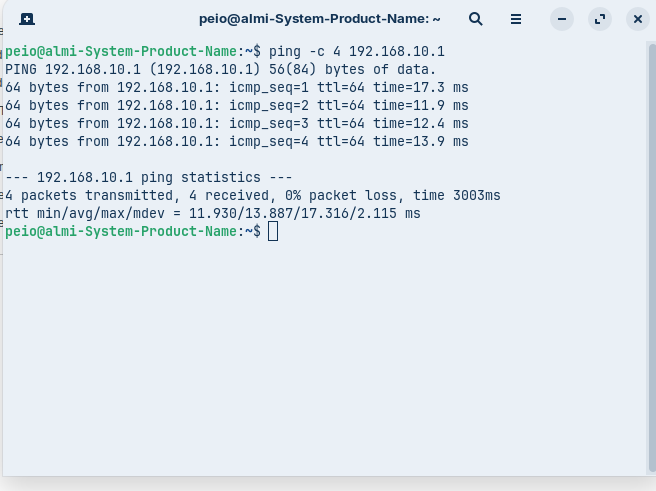 peio@almi-System-Product-Name: ~
peio@almi-System-Product-Name:~$ ping -c 4 192.168.10.1
PING 192.168.10.1 (192.168.10.1) 56(84) bytes of data.
64 bytes from 192.168.10.1: icmp_seq=1 ttl=64 time=17.3 ms
64 bytes from 192.168.10.1: icmp_seq=2 ttl=64 time=11.9 ms
64 bytes from 192.168.10.1: icmp_seq=3 ttl=64 time=12.4 ms
64 bytes from 192.168.10.1: icmp_seq=4 ttl=64 time=13.9 ms
--- 192.168.10.1 ping statistics ---
4 packets transmitted, 4 received, 0% packet loss, time 3003ms
rtt min/avg/max/mdev = 11.930/13.887/17.316/2.115 ms
peio@almi-System-Product-Name:~$